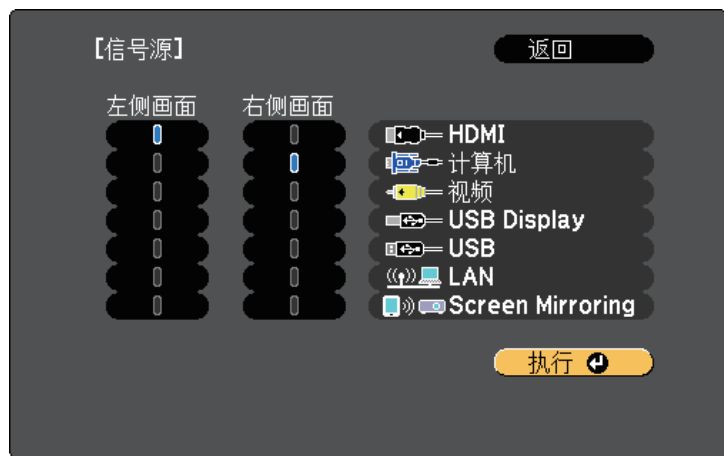 【信号源】
返回
左侧画面 右侧画面
HDMI
计算机
视频
USB Display
USB
LAN
Screen Mirroring
执行